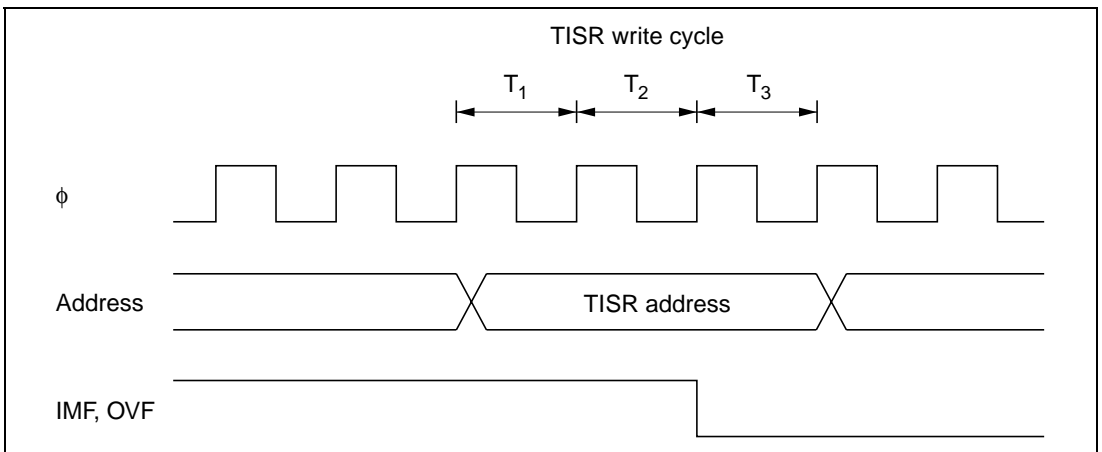 TISR write cycle
T1 T2 T3
φ
Address TISR address
IMF, OVF